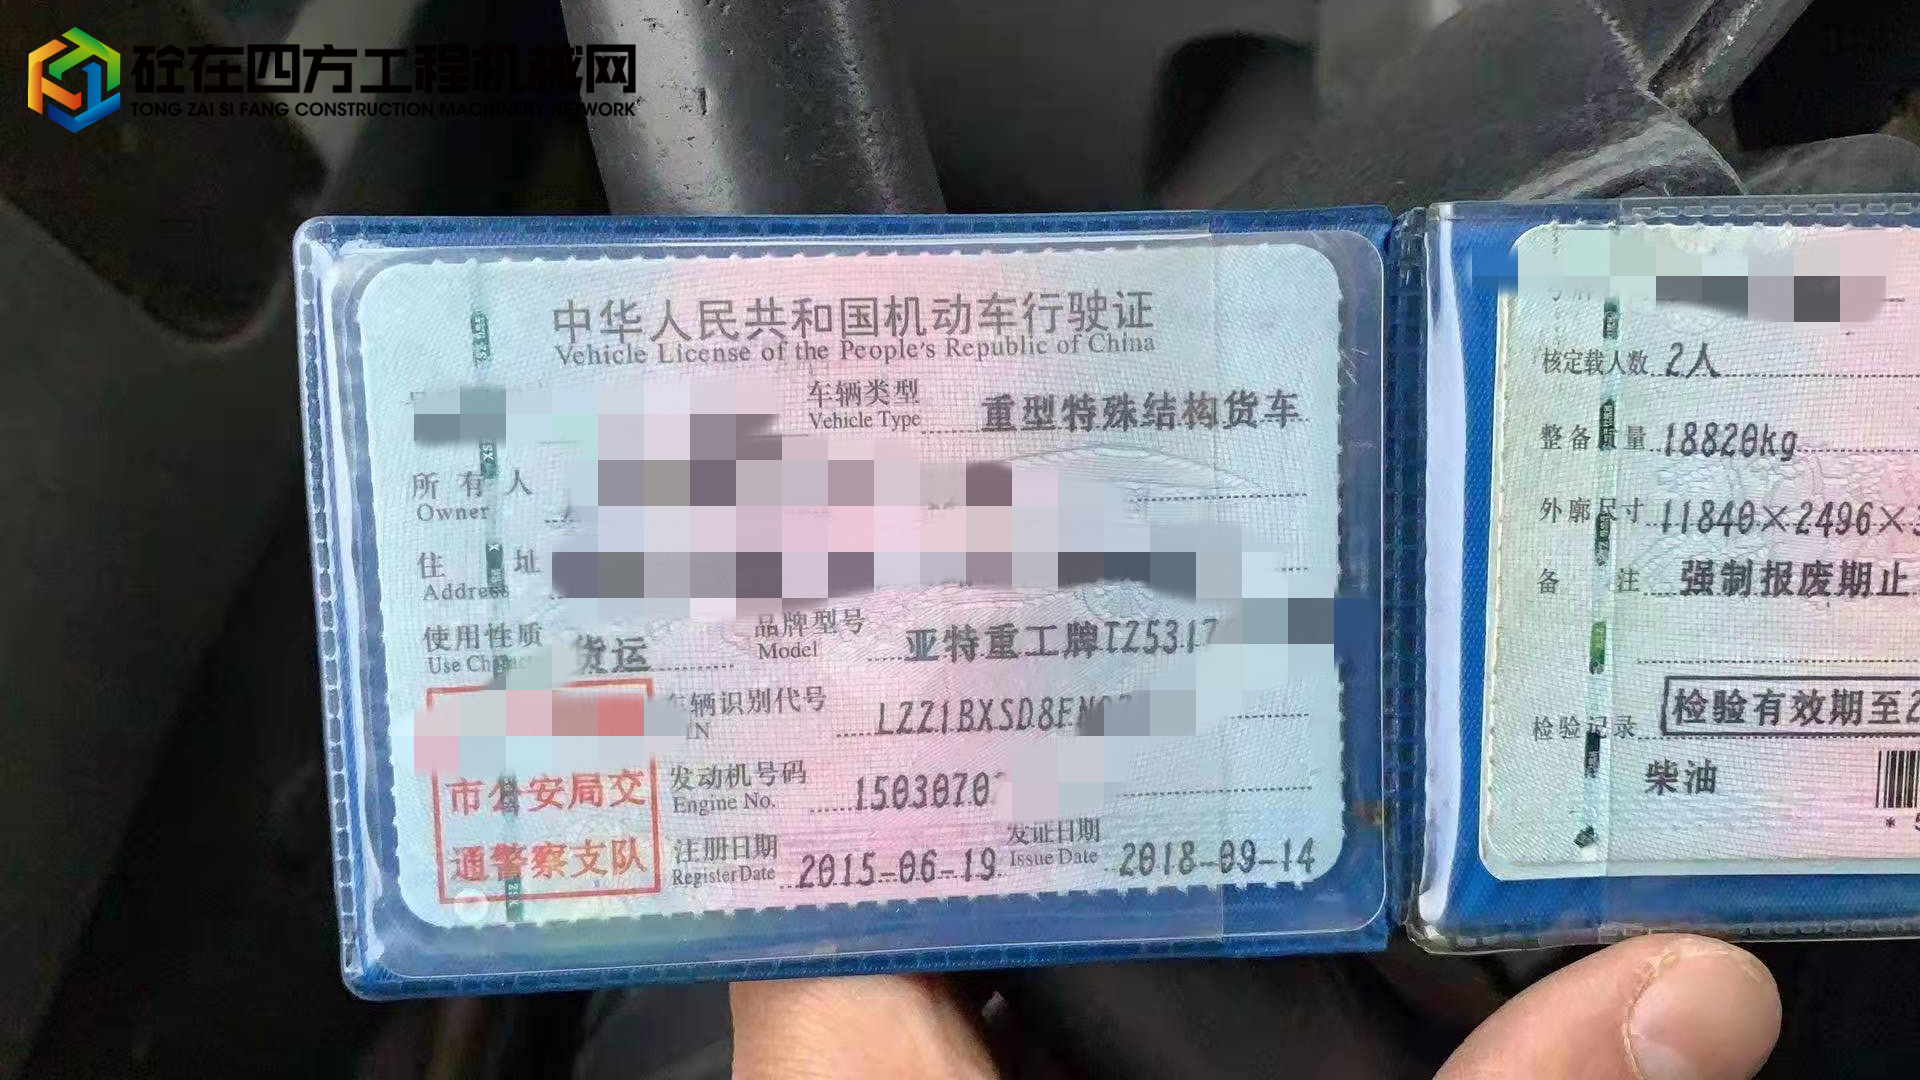 砼在四方工程机械网
TONG ZAI SI FANG CONSTRUCTION MACHINERY NETWORK
中华人民共和国机动车行驶证
Vehicle License of the People's Republic of China
车辆类型 重型特殊结构货车
Vehicle Type
所有人
Owner
住址
Address
使用性质 货运
Use
品牌型号 亚特重工牌TZ5317
Model
车辆识别代号 LZZ1BXSD8FN
发动机号码 1503070
Engine No.
市公安局交
通警察支队
注册日期 2015-06-19
Register Date
发证日期 2018-09-14
Issue Date
核定载人数 2人
整备质量 18820kg
外廓尺寸 11840×2496×
备注 强制报废期止
检验记录 检验有效期至2
柴油